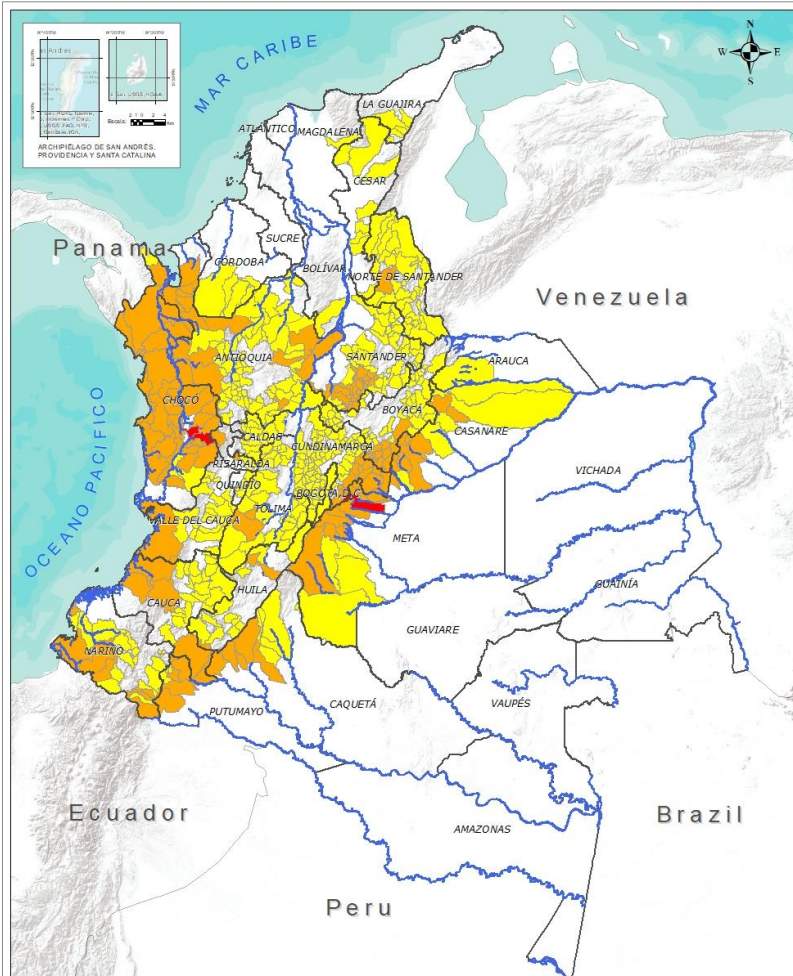 N
W E
S
MAR CARIBE
ARCHIPIÉLAGO DE SAN ANDRÉS,
PROVIDENCIA Y SANTA CATALINA
LA GUAJIRA
ATLÁNTICO
MAGDALENA
CESAR
SUCRE
Panama
CÓRDOBA
BOLÍVAR
NORTE DE SANTANDER
Venezuela
ANTIOQUIA
SANTANDER
ARAUCA
OCEANO PACIFICO
CHOCÓ
BOYACÁ
CASANARE
CALDAS
CUNDINAMARCA
RISARALDA
VICHADA
QUINDIO
BOGOTÁ, D.C.
TOLIMA
VALLE DEL CAUCA
META
GUAINÍA
HUILA
CAUCA
GUAVIARE
NARIÑO
CAQUETÁ
VAUPÉS
PUTUMAYO
Ecuador
AMAZONAS
Brazil
Peru